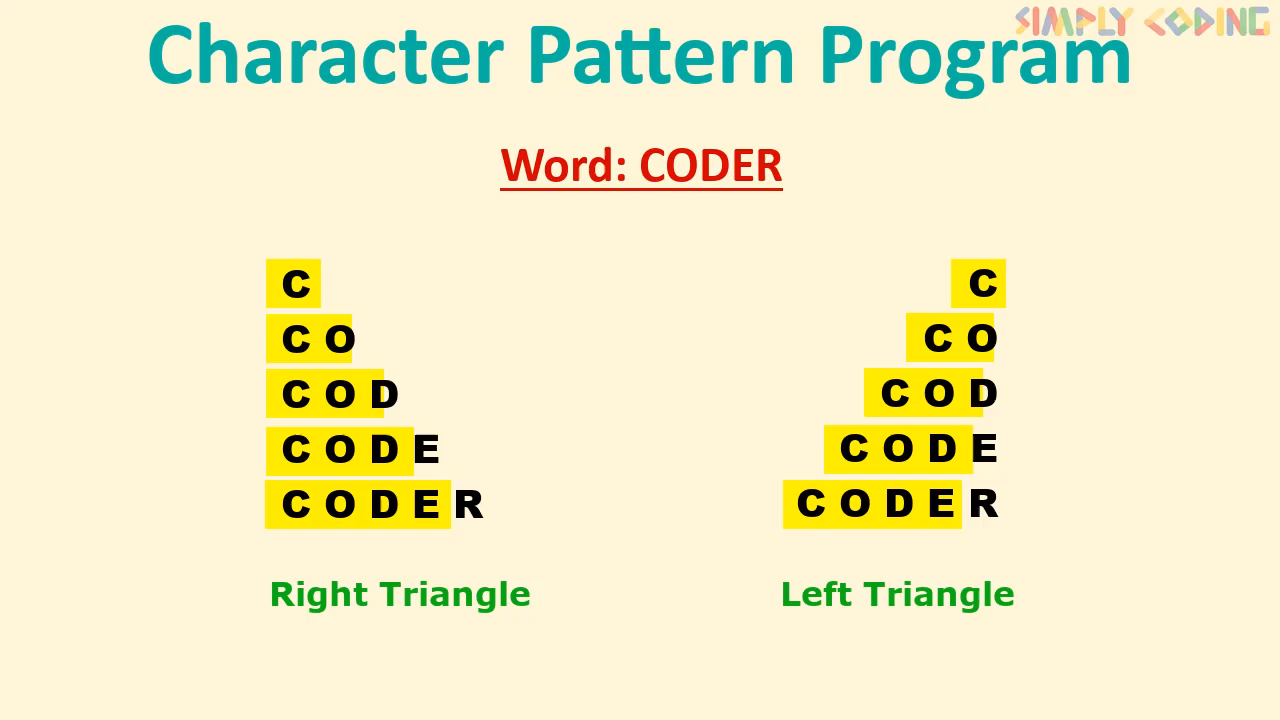 SIMPLY CODING
Character Pattern Program
Word: CODER
C
C O
C O D
C O D E
C O D E R
Right Triangle
C
C O
C O D
C O D E
C O D E R
Left Triangle